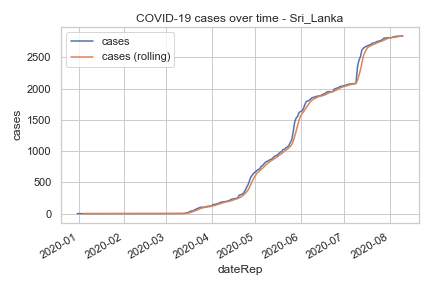 COVID-19 cases over time - Sri_Lanka
cases
cases (rolling)
2500
2000
1500
1000
500
0
cases
2020-01
2020-02
2020-03
2020-04
2020-05
2020-06
2020-07
2020-08
dateRep